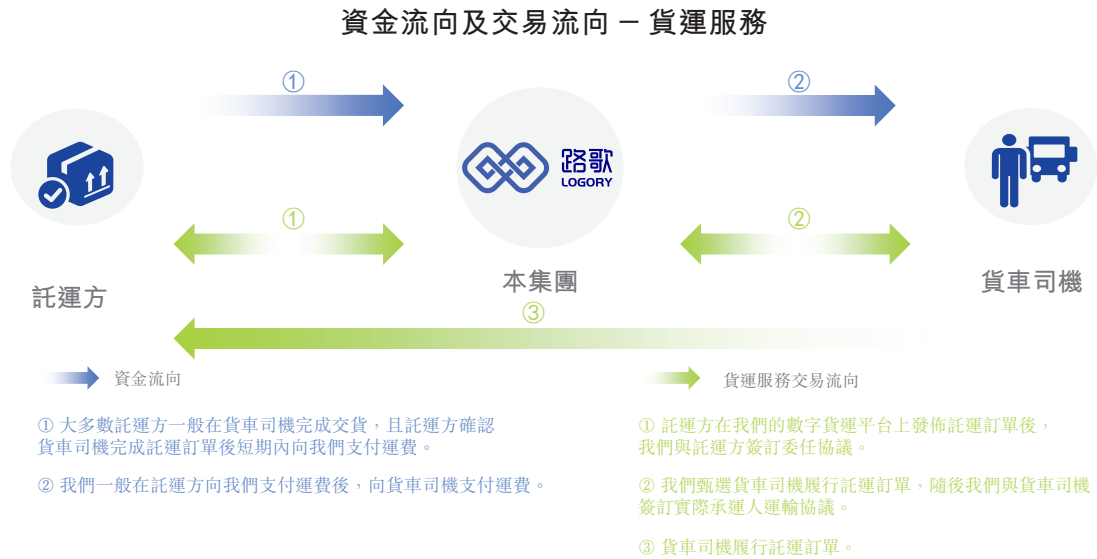 資金流向及交易流向 — 貨運服務
①
②
路歌
LOGORY
①
②
託運方
本集團
貨車司機
③
資金流向
貨運服務交易流向
① 大多數託運方一般在貨車司機完成交貨，且託運方確認
貨車司機完成託運訂單後短期內向我們支付運費。
② 我們一般在託運方向我們支付運費後，向貨車司機支付運費。
① 託運方在我們的數字貨運平台上發佈託運訂單後，
我們與託運方簽訂委任協議。
② 我們甄選貨車司機履行託運訂單，隨後我們與貨車司機
簽訂實際承運人運輸協議。
③ 貨車司機履行託運訂單。